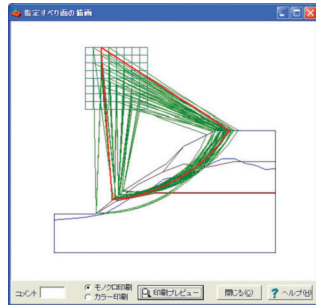 指定すべり面の描画
コメント
モノクロ印刷
カラー印刷
印刷プレビュー
閉じる(C)
ヘルプ(H)